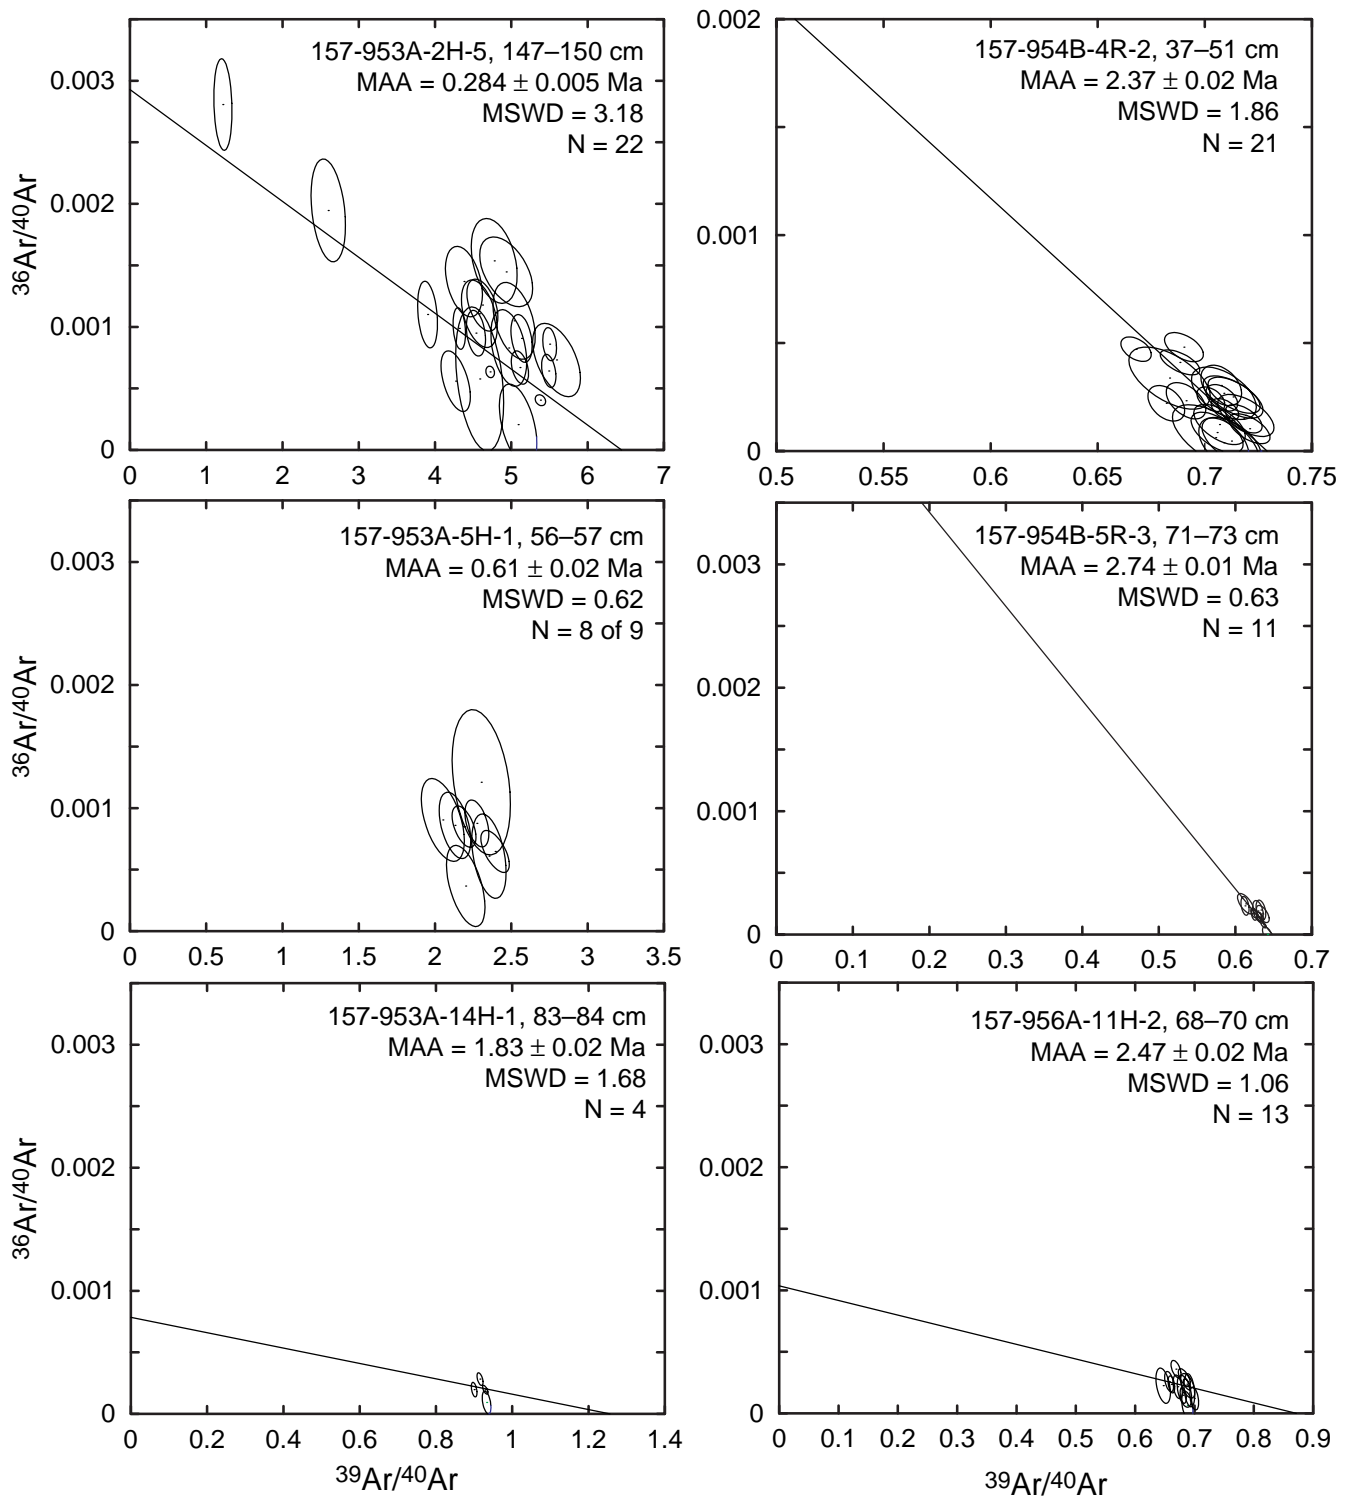 157-953A-2H-5, 147–150 cm
MAA = 0.284 ± 0.005 Ma
MSWD = 3.18
N = 22
0.003
0.002
0.001
0
36Ar/40Ar
0 1 2 3 4 5 6 7
157-954B-4R-2, 37–51 cm
MAA = 2.37 ± 0.02 Ma
MSWD = 1.86
N = 21
0.002
0.001
0
0.5 0.55 0.6 0.65 0.7 0.75
157-953A-5H-1, 56–57 cm
MAA = 0.61 ± 0.02 Ma
MSWD = 0.62
N = 8 of 9
0.003
0.002
0.001
0
36Ar/40Ar
0 0.5 1 1.5 2 2.5 3 3.5
157-954B-5R-3, 71–73 cm
MAA = 2.74 ± 0.01 Ma
MSWD = 0.63
N = 11
0.003
0.002
0.001
0
0 0.1 0.2 0.3 0.4 0.5 0.6 0.7
157-953A-14H-1, 83–84 cm
MAA = 1.83 ± 0.02 Ma
MSWD = 1.68
N = 4
0.003
0.002
0.001
0
36Ar/40Ar
0 0.2 0.4 0.6 0.8 1 1.2 1.4
39Ar/40Ar
157-956A-11H-2, 68–70 cm
MAA = 2.47 ± 0.02 Ma
MSWD = 1.06
N = 13
0.003
0.002
0.001
0
0 0.1 0.2 0.3 0.4 0.5 0.6 0.7 0.8 0.9
39Ar/40Ar